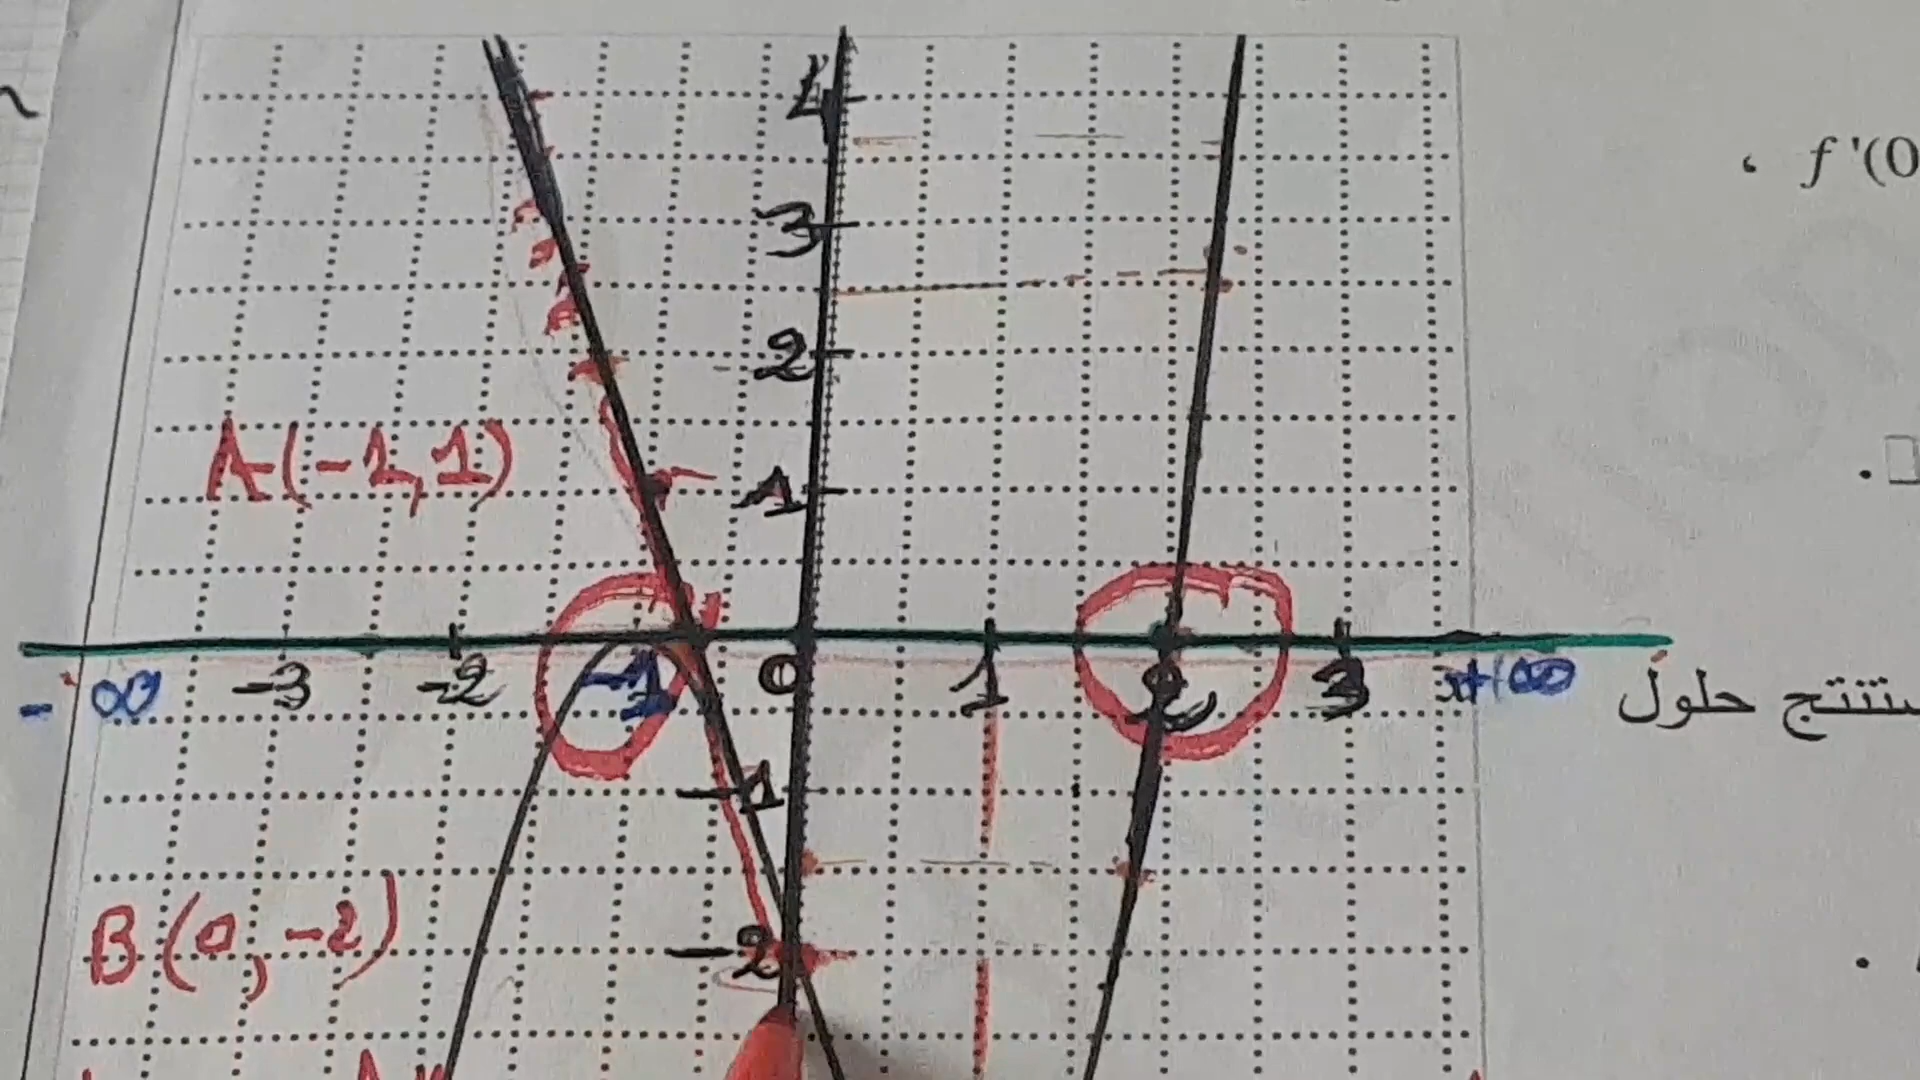 4
، f '(0
3
2
A(-1,1)
1
- ∞ -3 -2 -1 0 1 2 3 +∞
ستنتج حلول
-1
B(0,-2)
-2